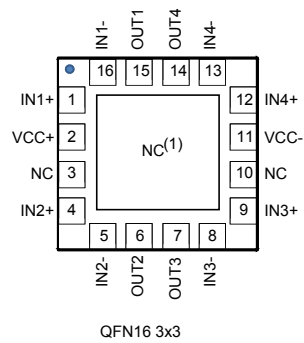 IN1-
OUT1
OUT4
IN4-
16
15
14
13
IN1+
1
12
IN4+
VCC+
2
11
VCC-
NC(1)
NC
3
10
NC
IN2+
4
9
IN3+
5
6
7
8
IN2-
OUT2
OUT3
IN3-
QFN16 3x3